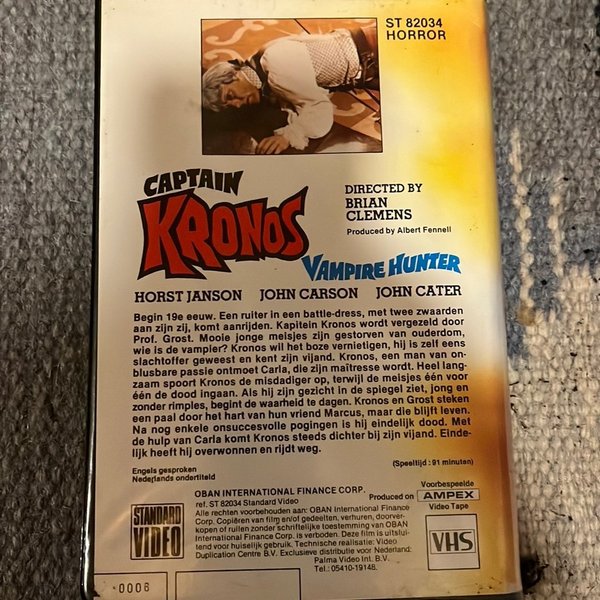 ST 82034
HORROR
CAPTAIN
KRONOS
VAMPIRE HUNTER
DIRECTED BY
BRIAN
CLEMENS
Produced by Albert Fennell
HORST JANSON JOHN CARSON JOHN CATER
Begin 19e eeuw. Een ruiter in een battle-dress, met twee zwaarden
aan zijn zij, komt aanrijden. Kapitein Kronos wordt vergezeld door
Prof. Grost. Mooie jonge meisjes zijn gestorven van ouderdom,
wie is de vampier? Kronos wil het boze vernietigen, hij is zelf eens
slachtoffer geweest en kent zijn vijand. Kronos, een man van on-
blusbare passie ontmoet Carla, die zijn maîtresse wordt. Heel lang-
zaam spoort Kronos de misdadiger op, terwijl de meisjes één voor
één de dood ingaan. Als hij zijn gezicht in de spiegel ziet, jong en
zonder rimples, begint de waarheid te dagen. Kronos en Grost steken
een paal door het hart van hun vriend Marcus, maar die blijft leven.
Na nog enkele onsuccesvolle pogingen is hij eindelijk dood. Met
de hulp van Carla komt Kronos steeds dichter bij zijn vijand. Einde-
lijk heeft hij overwonnen en rijdt weg.
Engels gesproken
Nederlands ondertiteld
(Speeltijd: 91 minuten)
STANDARD
VIDEO
OBAN INTERNATIONAL FINANCE CORP.
ref. ST 82034 Standard Video
Alle rechten voorbehouden aan: OBAN International Finance
Corp. Copiëren van film en/of gedeelten, verhuren, doorver-
kopen of ruilen zonder schriftelijke toestemming van OBAN
International Finance Corp. is verboden. Deze film is uitslui-
tend voor huiselijk gebruik. Technische realisatie: Video
Duplication Centre B.V. Exclusieve distributie voor Nederland:
Palma Video Int. B.V.
Tel.: 05410-19148.
Voorbespeelde
Produced on AMPEX
Video Tape
VHS
0006